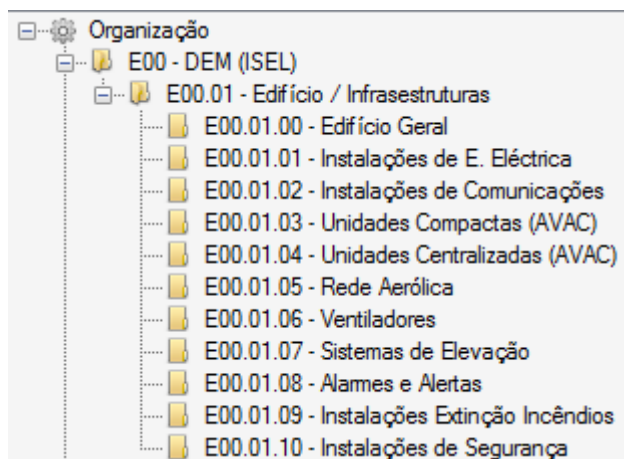 Organização
E00 - DEM (ISEL)
E00.01 - Edifício / Infrasestruturas
E00.01.00 - Edifício Geral
E00.01.01 - Instalações de E. Eléctrica
E00.01.02 - Instalações de Comunicações
E00.01.03 - Unidades Compactas (AVAC)
E00.01.04 - Unidades Centralizadas (AVAC)
E00.01.05 - Rede Aerólica
E00.01.06 - Ventiladores
E00.01.07 - Sistemas de Elevação
E00.01.08 - Alarmes e Alertas
E00.01.09 - Instalações Extinção Incêndios
E00.01.10 - Instalações de Segurança